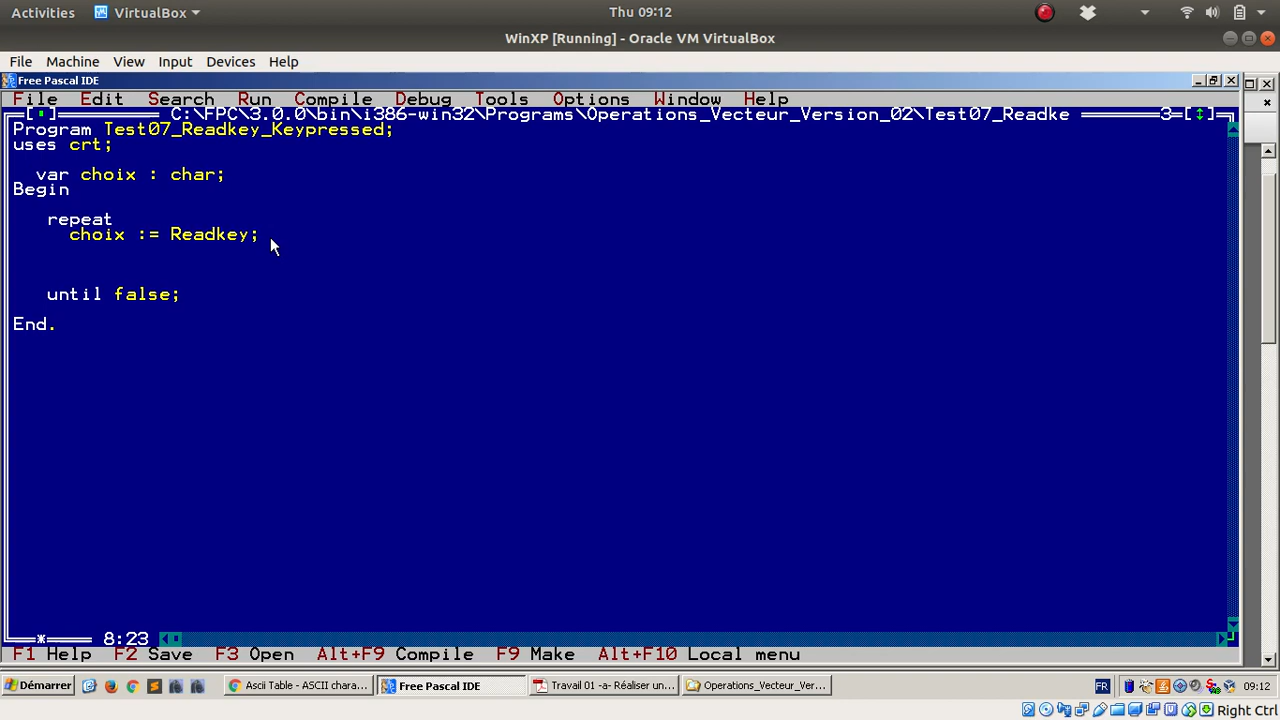 Activities VirtualBox Thu 09:12
WinXP [Running] - Oracle VM VirtualBox
File Machine View Input Devices Help
Free Pascal IDE
File Edit Search Run Compile Debug Tools Options Window Help
C:\FPC\3.0.0\bin\i386-win32\Programs\Operations_Vecteur_Version_02\Test07_Readke 3=[↕]
Program Test07_Readkey_Keypressed;
uses crt;
var choix : char;
Begin
repeat
choix := Readkey;
until false;
End.
8:23
F1 Help F2 Save F3 Open Alt+F9 Compile F9 Make Alt+F10 Local menu
Démarrer Ascii Table - ASCII chara... Free Pascal IDE Travail 01 -a- Réaliser un... Operations_Vecteur_Ver... FR 09:12
Right Ctrl